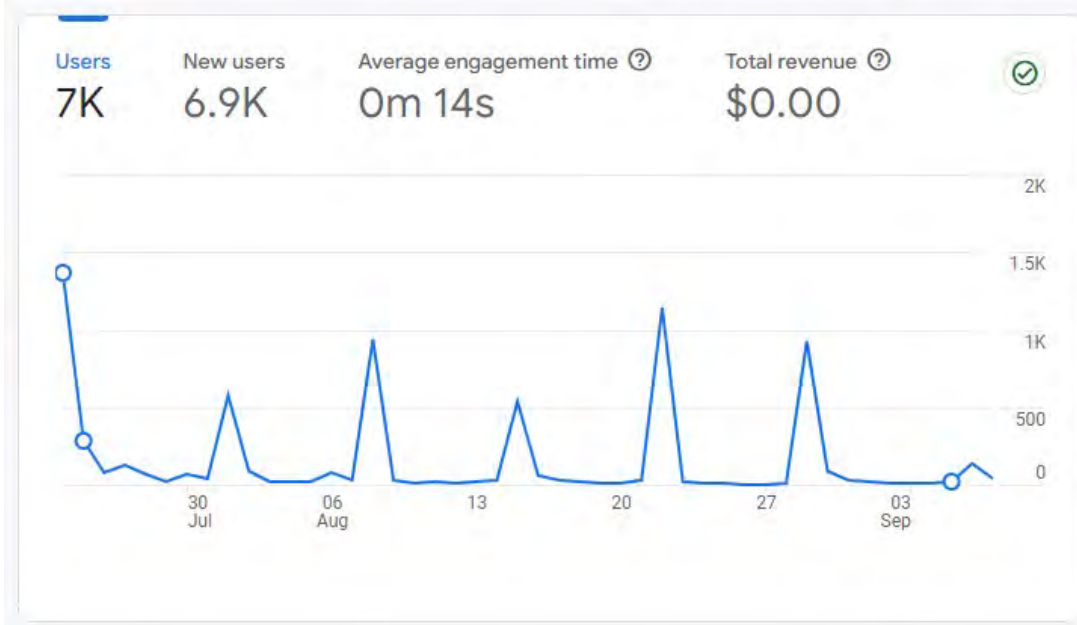 Users New users Average engagement time ? Total revenue ?
7K 6.9K 0m 14s $0.00
2K
1.5K
1K
500
0
30 06 13 20 27 03
Jul Aug Sep